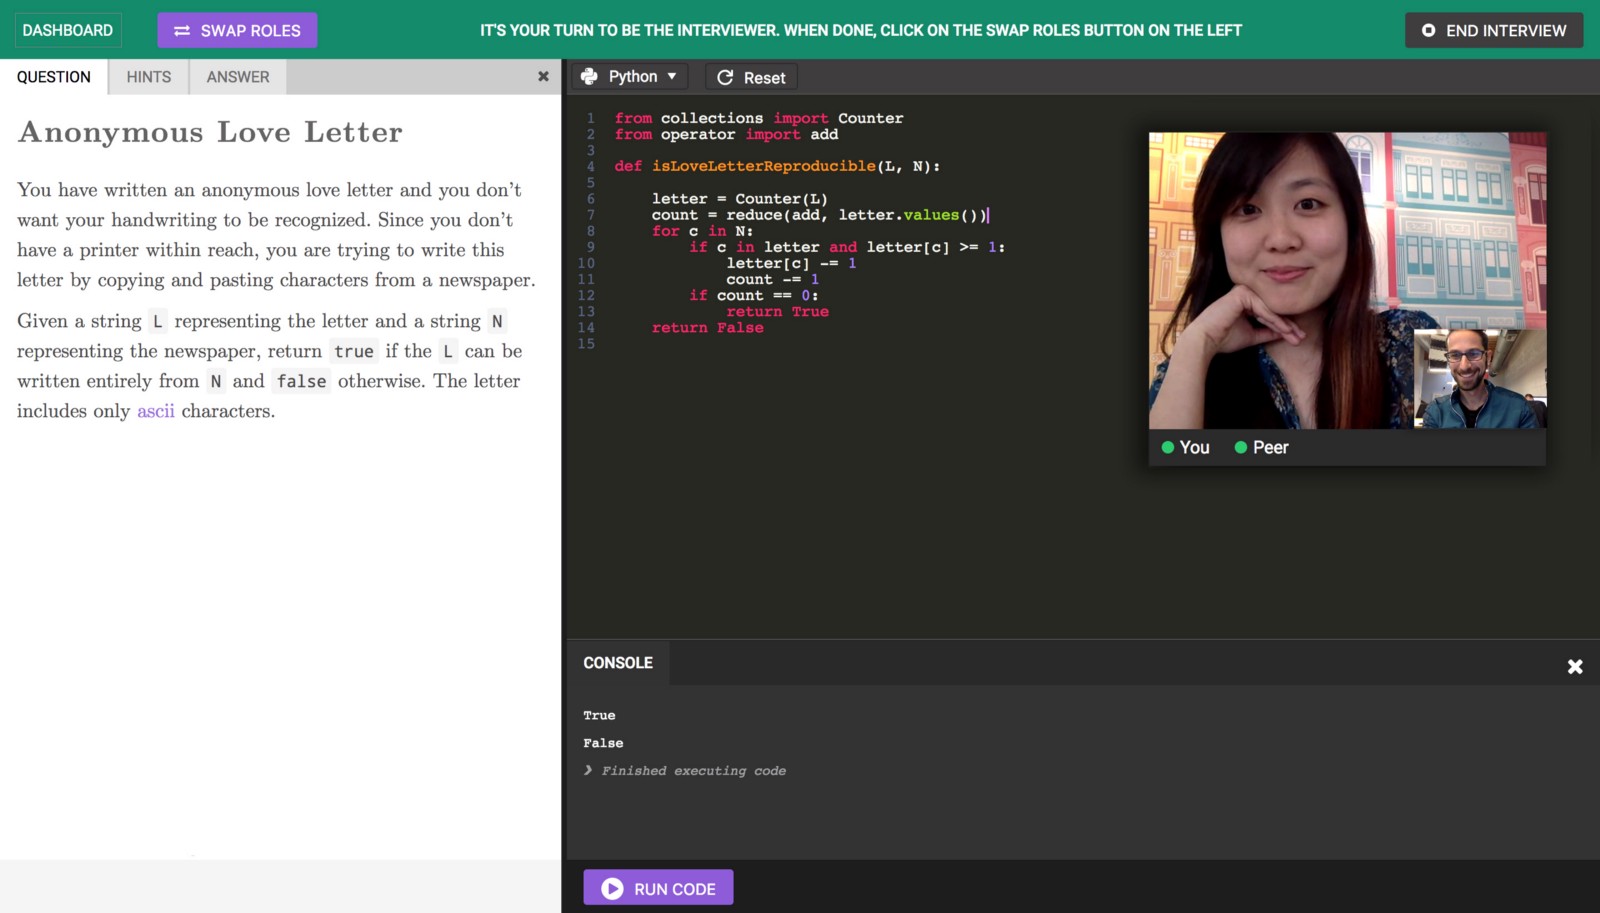 DASHBOARD
SWAP ROLES
IT'S YOUR TURN TO BE THE INTERVIEWER. WHEN DONE, CLICK ON THE SWAP ROLES BUTTON ON THE LEFT
END INTERVIEW
QUESTION
HINTS
ANSWER
Anonymous Love Letter
You have written an anonymous love letter and you don't
want your handwriting to be recognized. Since you don't
have a printer within reach, you are trying to write this
letter by copying and pasting characters from a newspaper.
Given a string L representing the letter and a string N
representing the newspaper, return true if the L can be
written entirely from N and false otherwise. The letter
includes only ascii characters.
Python
Reset
1 from collections import Counter
2 from operator import add
3
4 def isLoveLetterReproducible(L, N):
5
6     letter = Counter(L)
7     count = reduce(add, letter.values())
8     for c in N:
9         if c in letter and letter[c] >= 1:
10             letter[c] -= 1
11             count -= 1
12         if count == 0:
13             return True
14     return False
15
You
Peer
CONSOLE
True
False
Finished executing code
RUN CODE